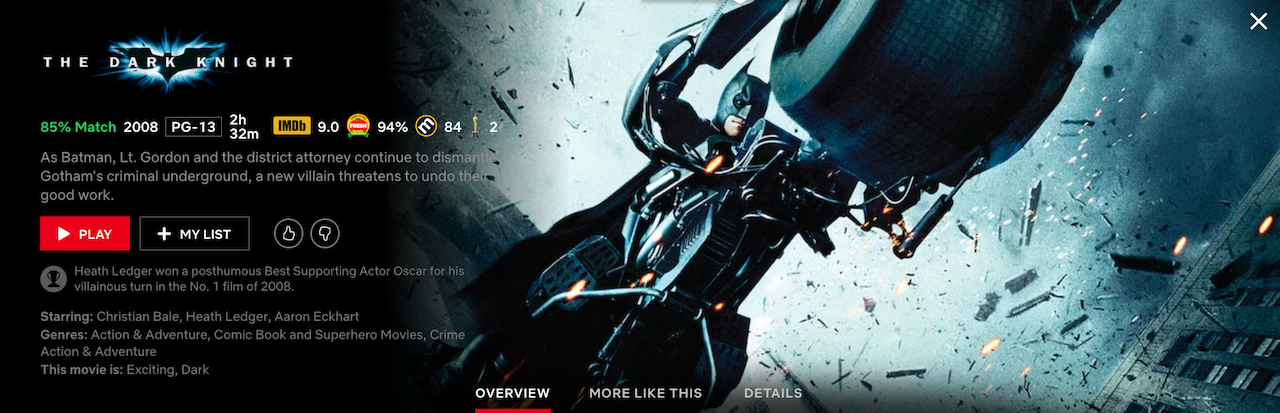 THE DARK KNIGHT
85% Match 2008 PG-13 2h 32m IMDb 9.0 FRESH 94% m 84 2
As Batman, Lt. Gordon and the district attorney continue to dismantle
Gotham's criminal underground, a new villain threatens to undo their
good work.
PLAY + MY LIST
Heath Ledger won a posthumous Best Supporting Actor Oscar for his
villainous turn in the No. 1 film of 2008.
Starring: Christian Bale, Heath Ledger, Aaron Eckhart
Genres: Action & Adventure, Comic Book and Superhero Movies, Crime
Action & Adventure
This movie is: Exciting, Dark
OVERVIEW MORE LIKE THIS DETAILS